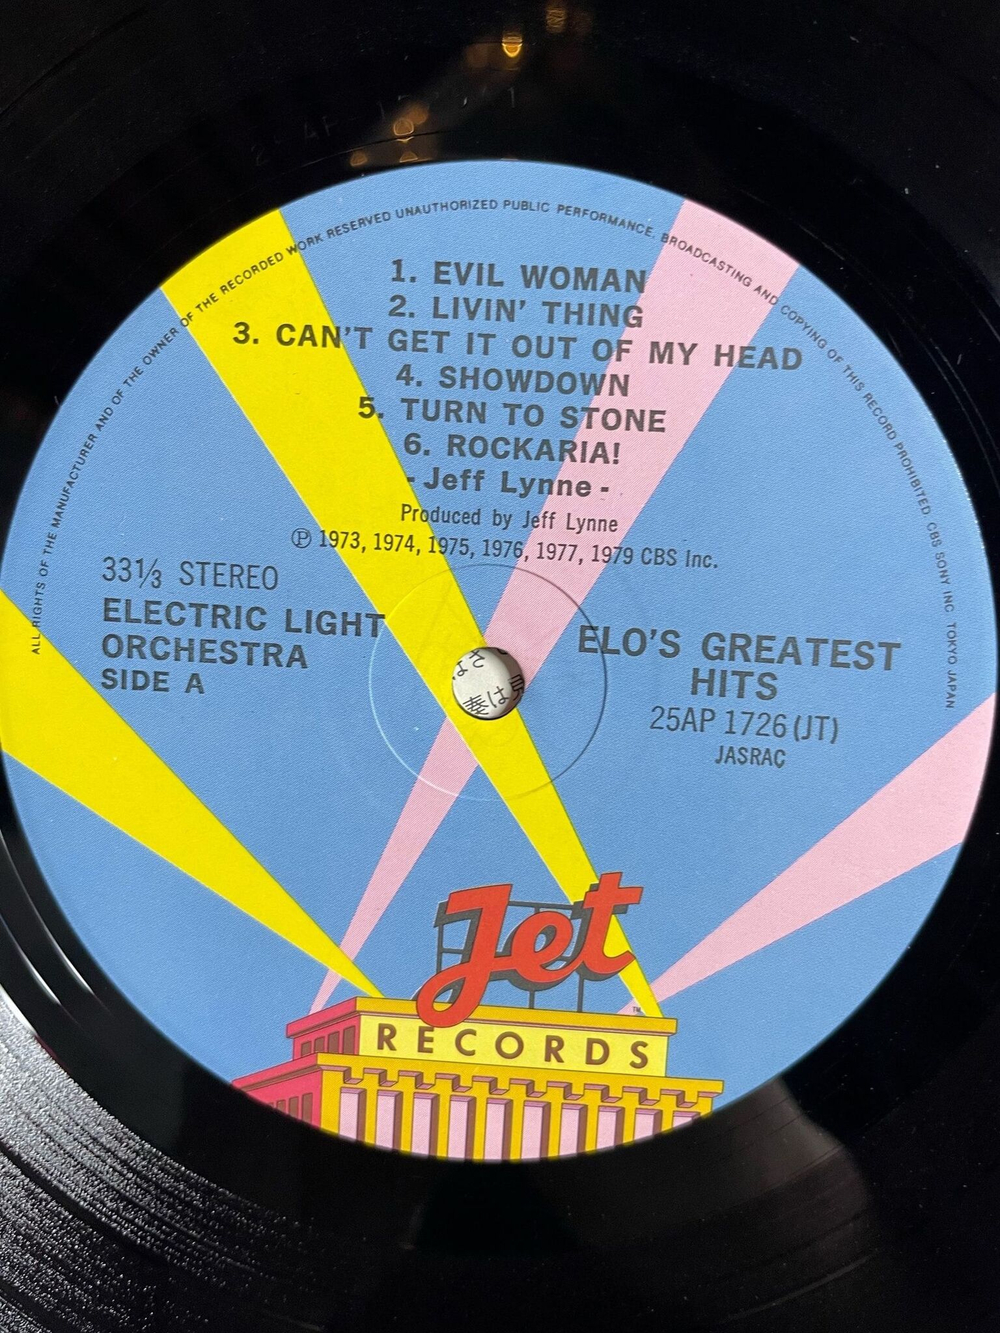 ALL RIGHTS OF THE MANUFACTURER AND OF THE OWNER OF THE RECORDED WORK RESERVED UNAUTHORIZED PUBLIC PERFORMANCE, BROADCASTING AND COPYING OF THIS RECORD PROHIBITED CBS SONY INC TOKYO JAPAN
1. EVIL WOMAN
2. LIVIN' THING
3. CAN'T GET IT OUT OF MY HEAD
4. SHOWDOWN
5. TURN TO STONE
6. ROCKARIA!
- Jeff Lynne -
Produced by Jeff Lynne
Ⓟ 1973, 1974, 1975, 1976, 1977, 1979 CBS Inc.
33⅓ STEREO
ELECTRIC LIGHT
ORCHESTRA
SIDE A
ELO'S GREATEST
HITS
25AP 1726(JT)
JASRAC
Jet
TM
RECORDS